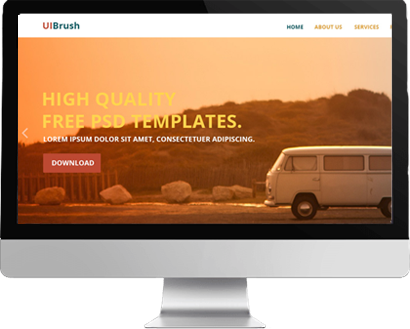 UIBrush
HOME ABOUT US SERVICES
HIGH QUALITY
FREE PSD TEMPLATES.
LOREM IPSUM DOLOR SIT AMET, CONSECTETUER ADIPISCING.
DOWNLOAD